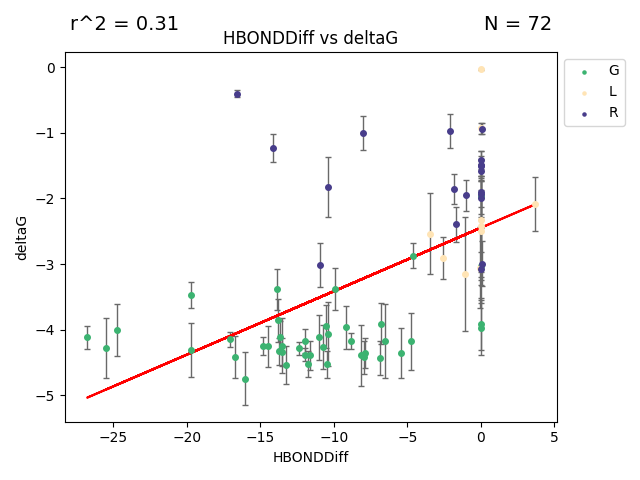 r^2 = 0.31
N = 72
HBONDDiff vs deltaG
G
L
R
deltaG
0
−1
−2
−3
−4
−5
−25
−20
−15
−10
−5
0
5
HBONDDiff